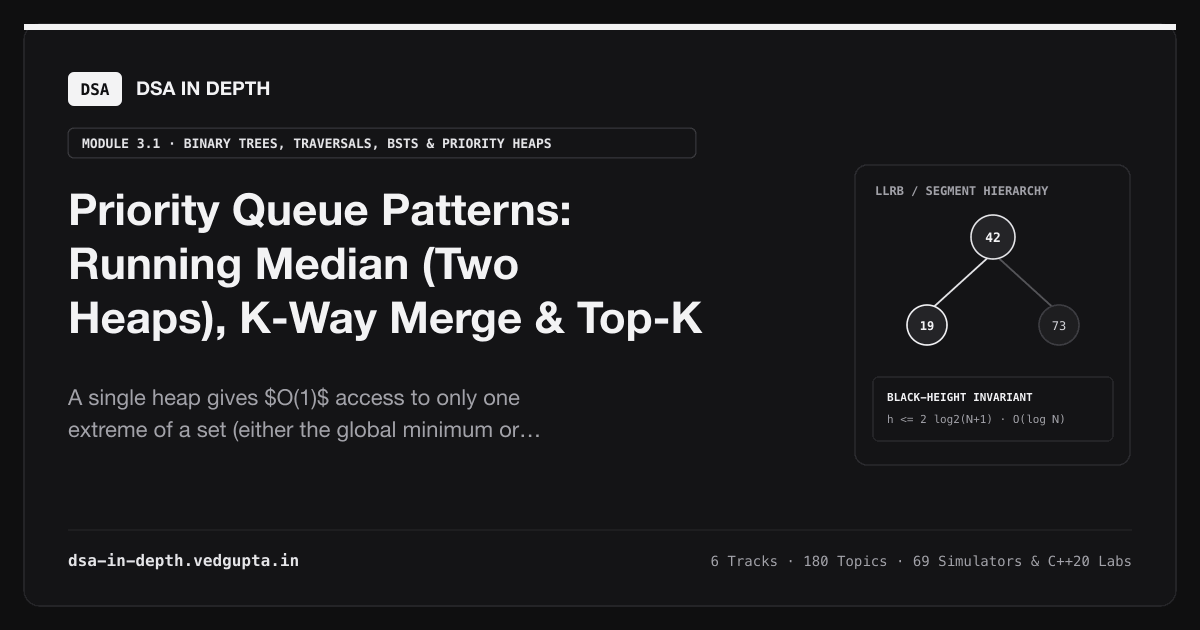 DSA DSA IN DEPTH
MODULE 3.1 · BINARY TREES, TRAVERSALS, BSTS & PRIORITY HEAPS
Priority Queue Patterns:
Running Median (Two
Heaps), K-Way Merge & Top-K
A single heap gives $O(1)$ access to only one
extreme of a set (either the global minimum or...
LLRB / SEGMENT HIERARCHY
42
19 73
BLACK-HEIGHT INVARIANT
h <= 2 log2(N+1) · O(log N)
dsa-in-depth.vedgupta.in
6 Tracks · 180 Topics · 69 Simulators & C++20 Labs